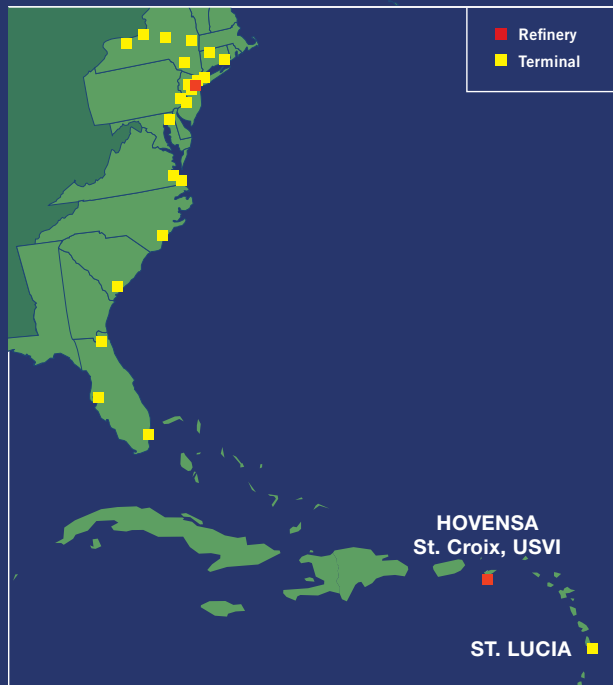 Refinery
Terminal
HOVENSA
St. Croix, USVI
ST. LUCIA